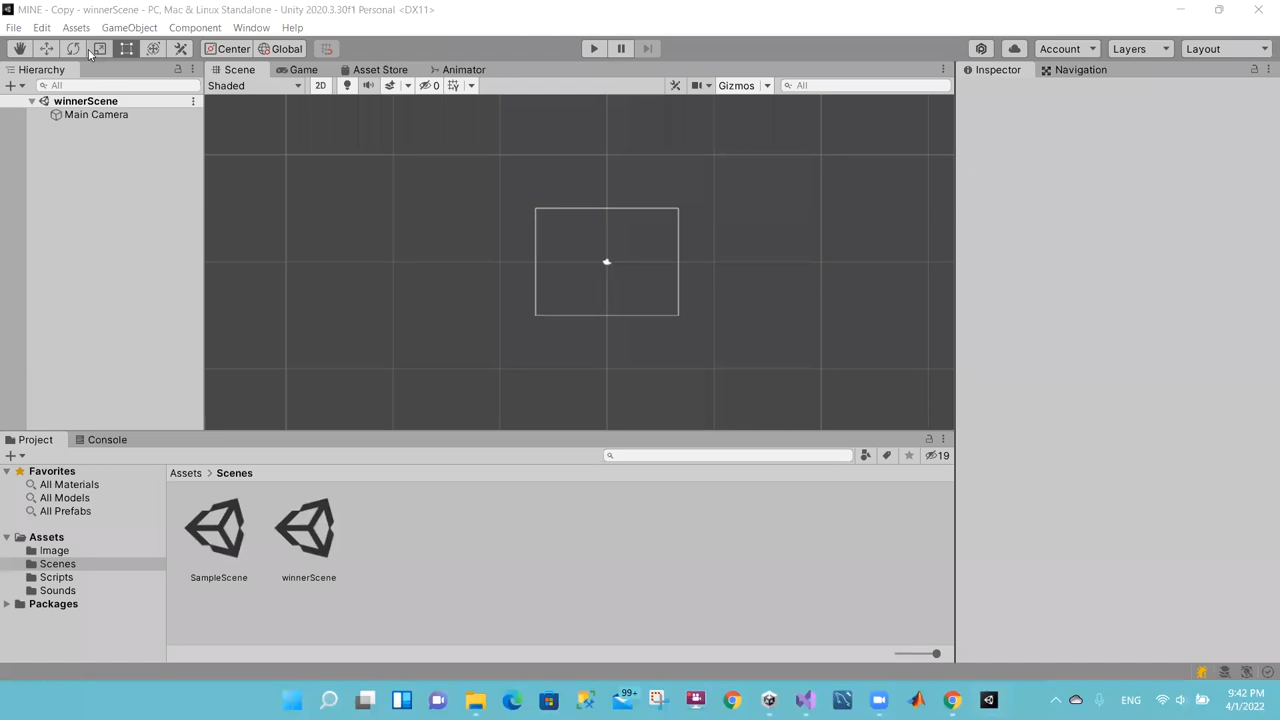 MINE - Copy - winnerScene - PC, Mac & Linux Standalone - Unity 2020.3.30f1 Personal <DX11>
File Edit Assets GameObject Component Window Help
Center Global Account Layers Layout
Hierarchy Scene Game Asset Store Animator Inspector Navigation
All Shaded 2D 0 Gizmos All
winnerScene
Main Camera
Project Console
19
Favorites
All Materials
All Models
All Prefabs
Assets
Image
Scenes
Scripts
Sounds
Packages
Assets > Scenes
SampleScene winnerScene
99+
ENG
9:42 PM
4/1/2022